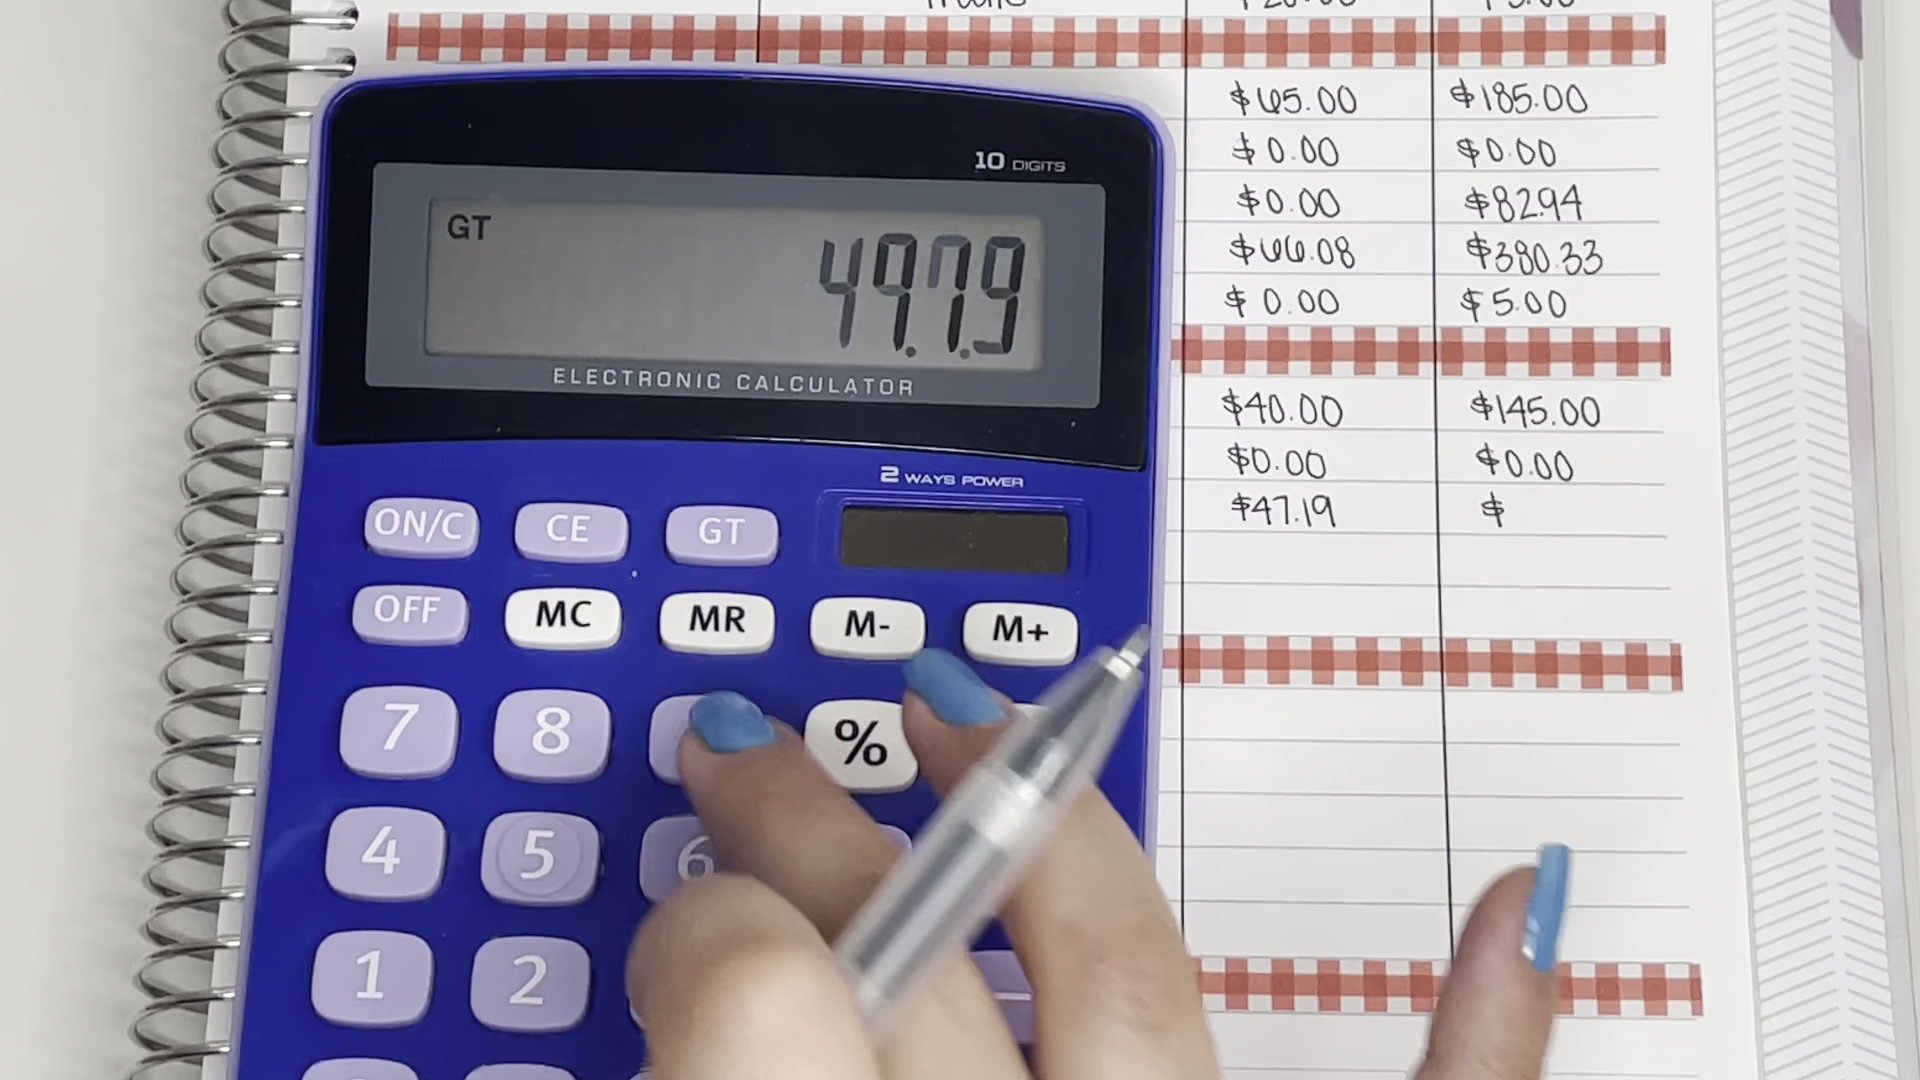 10 DIGITS
$65.00 $185.00
$0.00 $0.00
$0.00 $82.94
GT
$66.08 $380.33
$0.00 $5.00
ELECTRONIC CALCULATOR
$40.00 $145.00
$0.00 $0.00
2 WAYS POWER
$47.19 $
ON/C CE GT
OFF MC MR M- M+
7 8 %
4 5 6
1 2